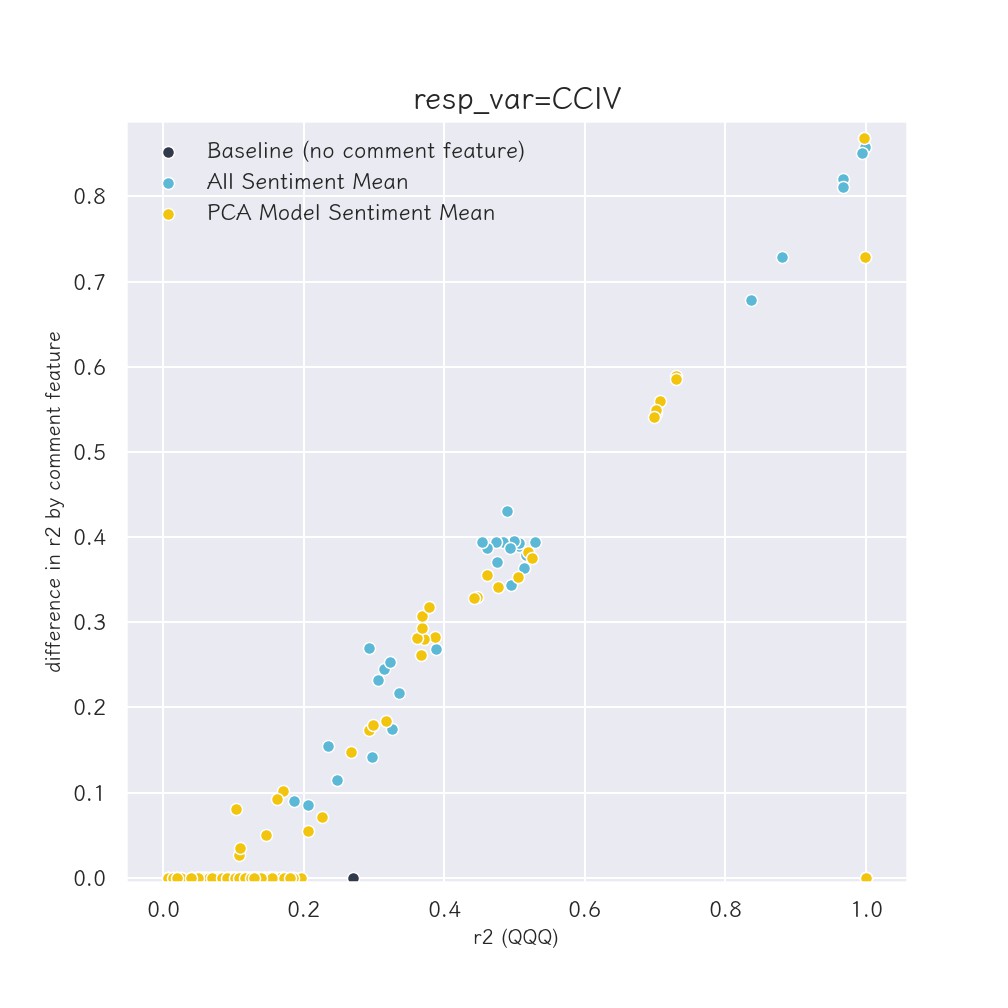 resp_var=CCIV
Baseline (no comment feature)
All Sentiment Mean
PCA Model Sentiment Mean
difference in r2 by comment feature
0.8
0.7
0.6
0.5
0.4
0.3
0.2
0.1
0.0
0.0 0.2 0.4 0.6 0.8 1.0
r2 (QQQ)